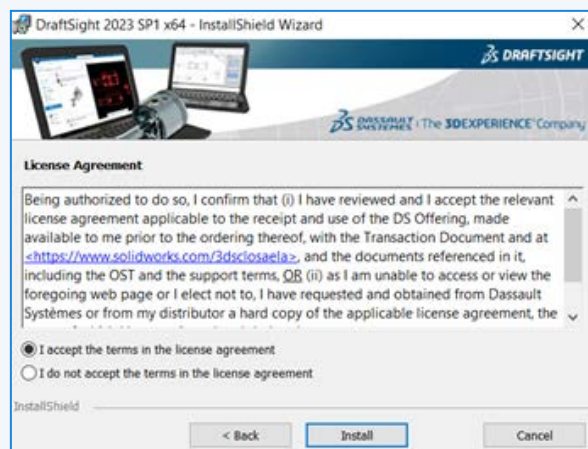 DraftSight 2023 SP1 x64 - InstallShield Wizard
DS DRAFTSIGHT
DS DASSAULT SYSTEMES | The 3DEXPERIENCE® Company
License Agreement
Being authorized to do so, I confirm that (i) I have reviewed and I accept the relevant
license agreement applicable to the receipt and use of the DS Offering, made
available to me prior to the ordering thereof, with the Transaction Document and at
<https://www.solidworks.com/3dsclosaela>, and the documents referenced in it,
including the OST and the support terms, OR (ii) as I am unable to access or view the
foregoing web page or I elect not to, I have requested and obtained from Dassault
Systèmes or from my distributor a hard copy of the applicable license agreement, the
I accept the terms in the license agreement
I do not accept the terms in the license agreement
InstallShield
< Back
Install
Cancel